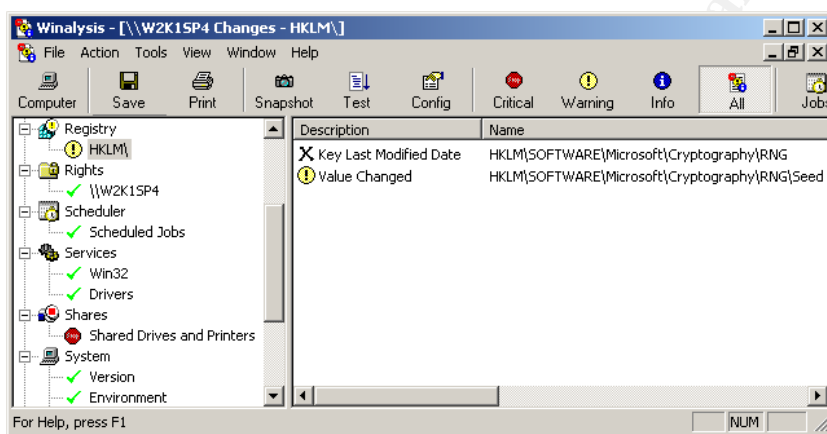 Winalysis - [\\W2K1SP4 Changes - HKLM\]
File Action Tools View Window Help
Computer Save Print Snapshot Test Config Critical Warning Info All Jobs
Registry
HKLM\
Rights
\\W2K1SP4
Scheduler
Scheduled Jobs
Services
Win32
Drivers
Shares
Shared Drives and Printers
System
Version
Environment
Description Name
Key Last Modified Date HKLM\SOFTWARE\Microsoft\Cryptography\RNG
Value Changed HKLM\SOFTWARE\Microsoft\Cryptography\RNG\Seed
For Help, press F1 NUM